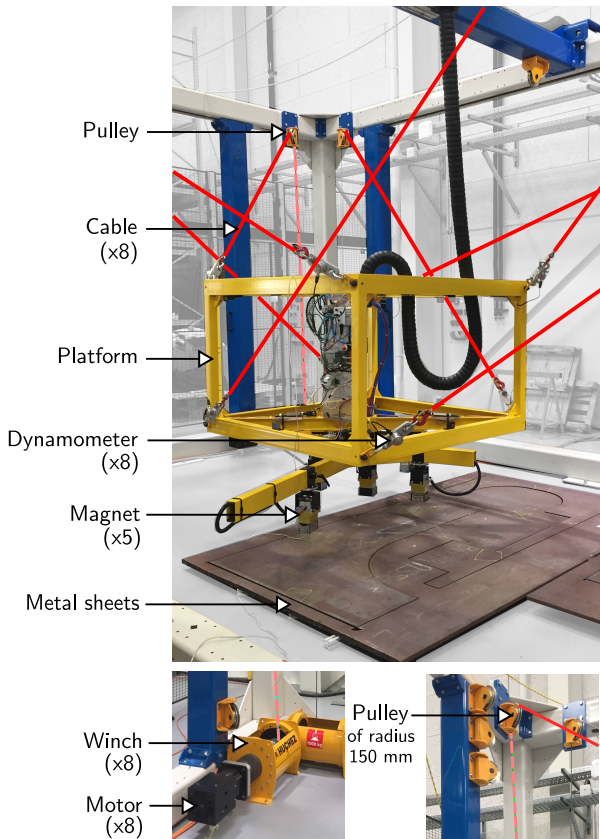 Pulley
Cable
(x8)
Platform
Dynamometer
(x8)
Magnet
(x5)
Metal sheets
Winch
(x8)
Motor
(x8)
HUCHEZ
Pulley
of radius
150 mm